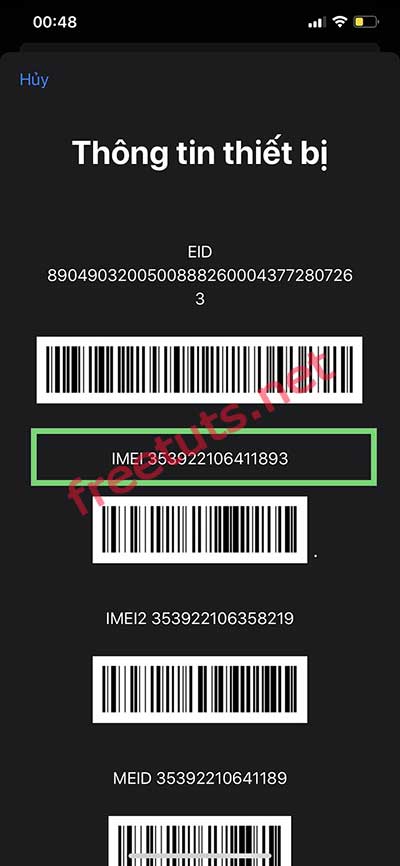 00:48
Hủy
Thông tin thiết bị
EID
8904903200500888260004377280726
3
IMEI 353922106411893
freetuts.net
IMEI2 353922106358219
MEID 35392210641189